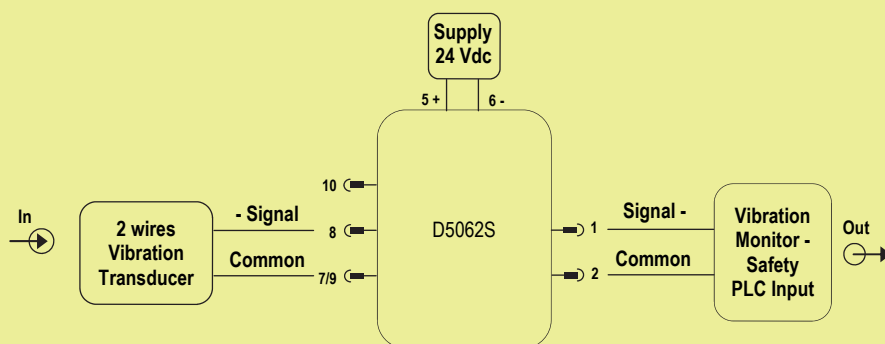 Supply
24 Vdc
5 +
6 -
10
In
2 wires
Vibration
Transducer
- Signal
8
Common
7/9
D5062S
1
Signal -
2
Common
Vibration
Monitor -
Safety
PLC Input
Out